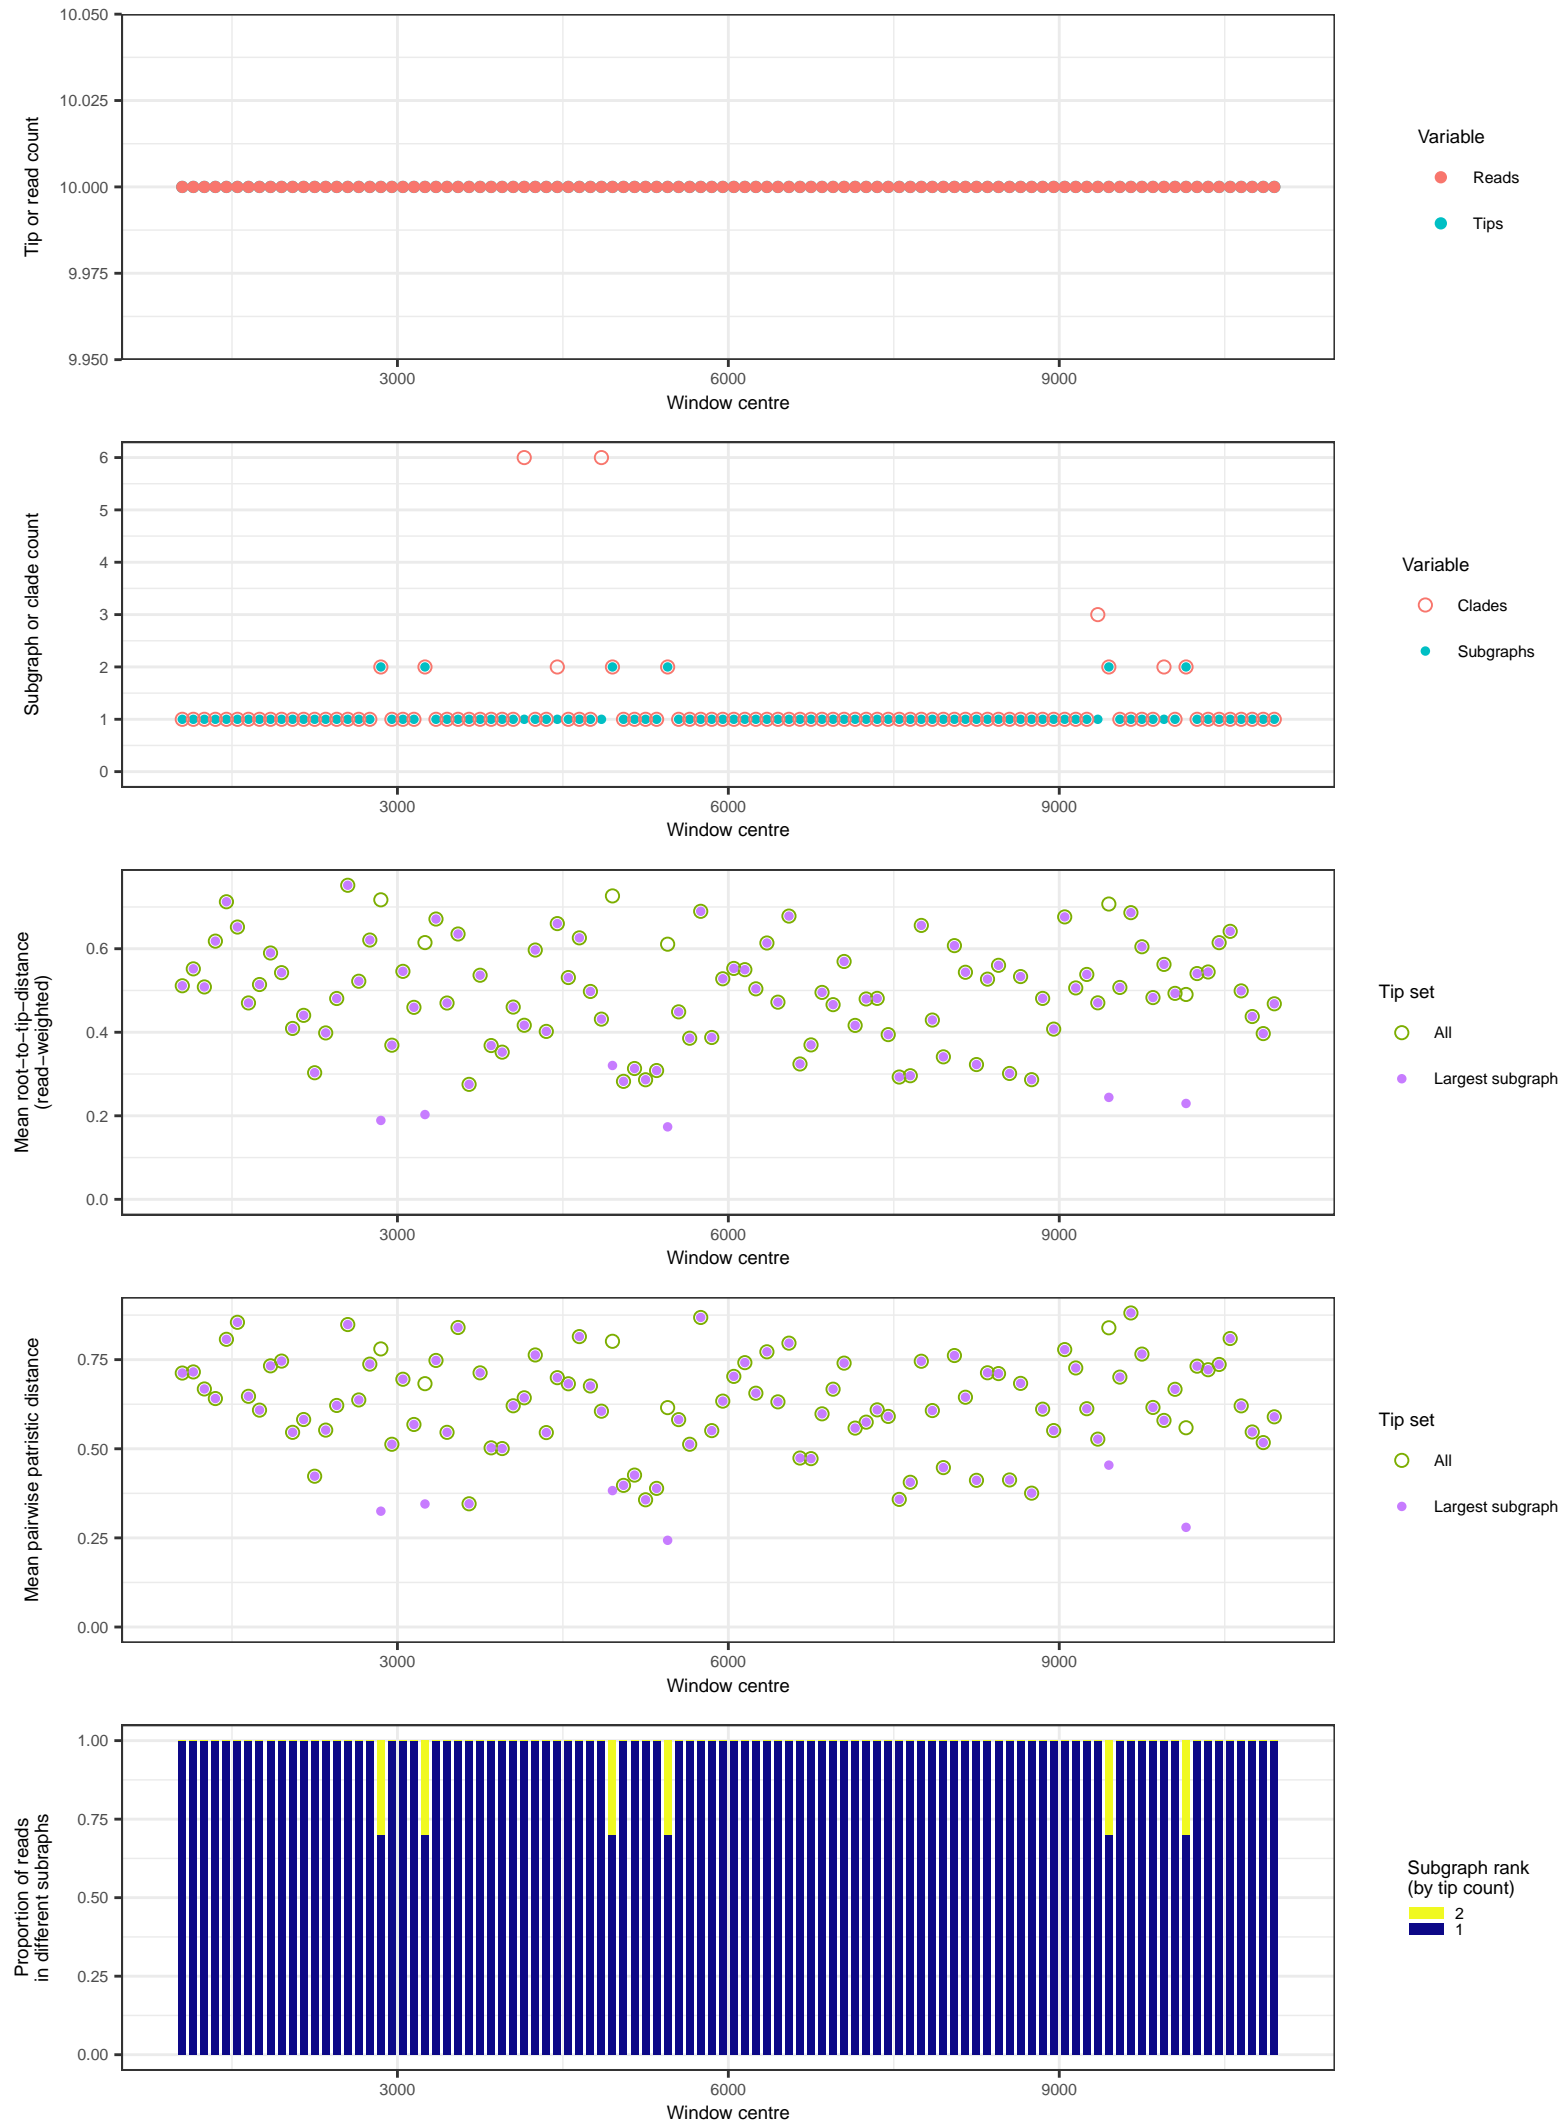 10.050
10.025
10.000
9.975
9.950
Tip or read count
3000
6000
9000
Window centre
Variable
Reads
Tips
6
5
4
3
2
1
0
Subgraph or clade count
3000
6000
9000
Window centre
Variable
Clades
Subgraphs
0.6
0.4
0.2
0.0
Mean root−to−tip−distance
(read−weighted)
3000
6000
9000
Window centre
Tip set
All
Largest subgraph
0.75
0.50
0.25
0.00
Mean pairwise patristic distance
3000
6000
9000
Window centre
Tip set
All
Largest subgraph
1.00
0.75
0.50
0.25
0.00
Proportion of reads
in different subraphs
3000
6000
9000
Window centre
Subgraph rank
(by tip count)
2
1